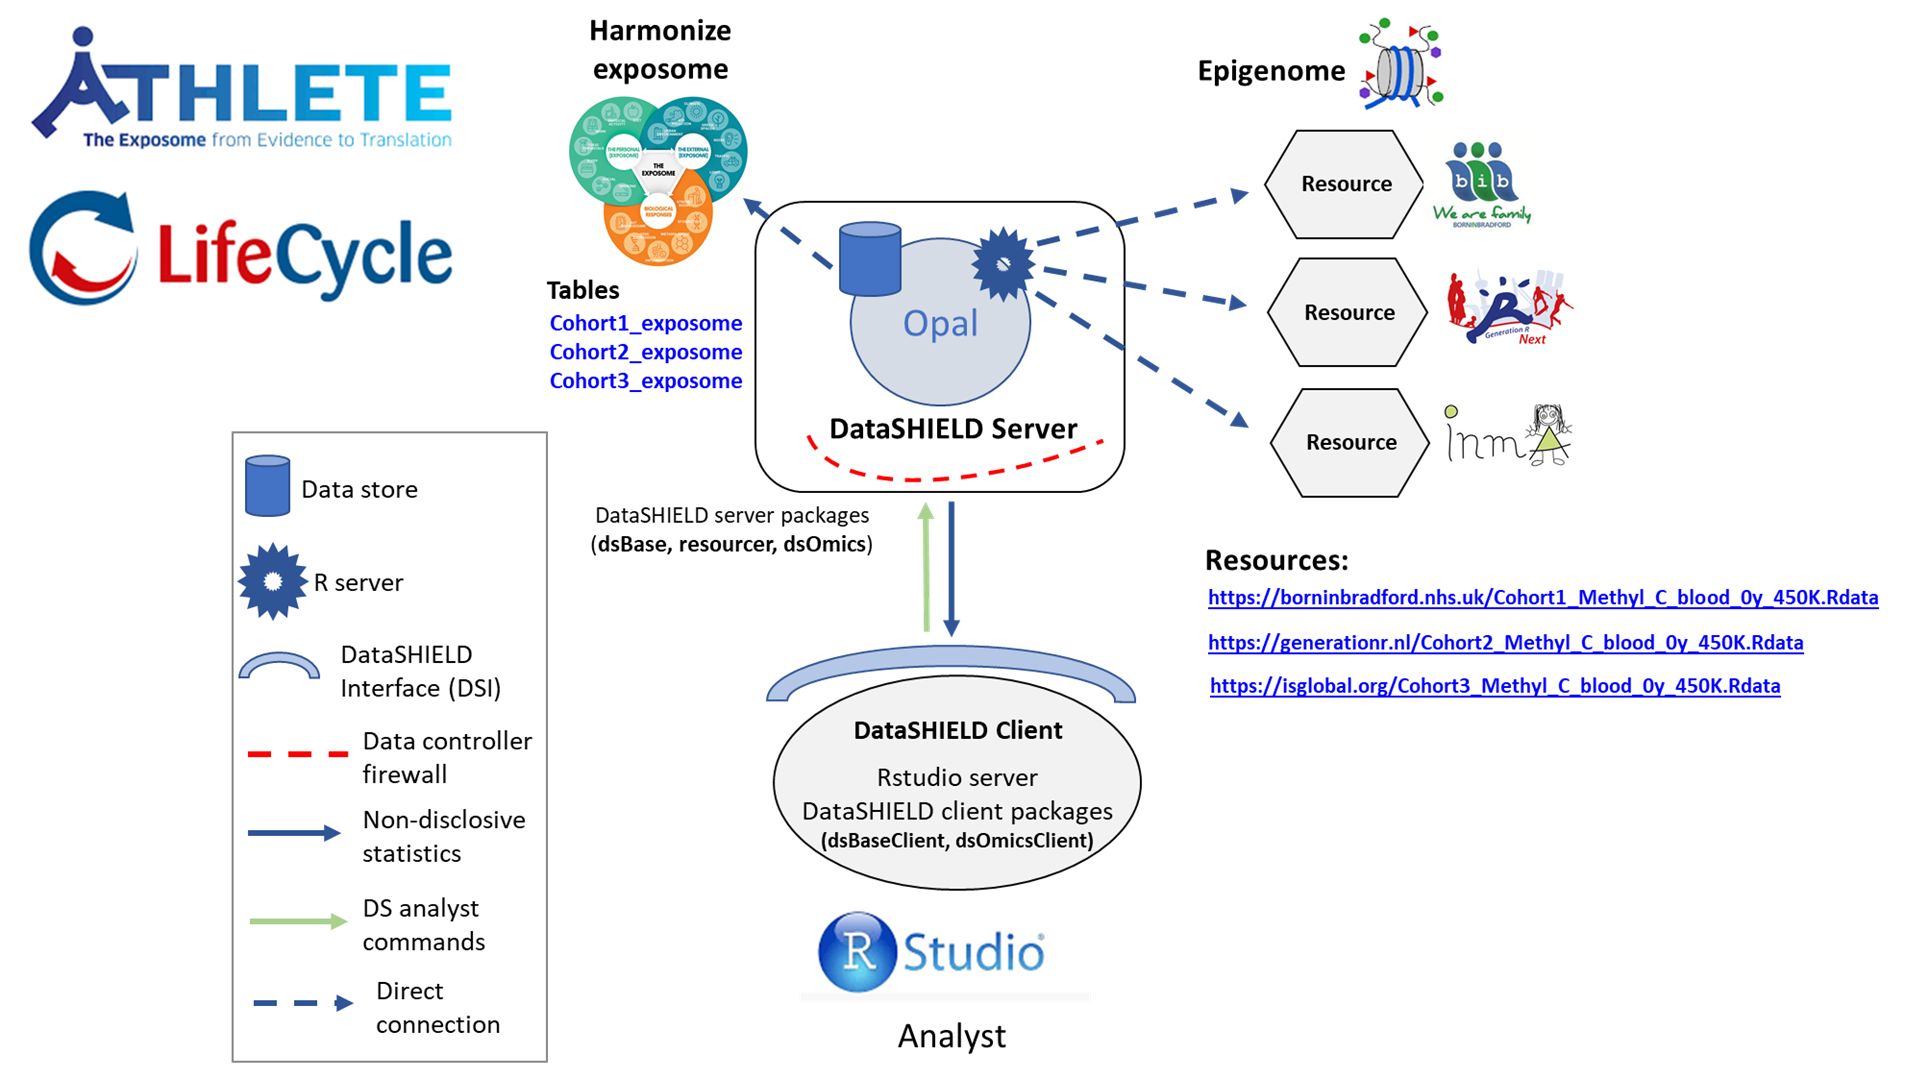 ATHLETE
The Exposome from Evidence to Translation
LifeCycle
Harmonize
exposome
THE PERSONAL
[EXPOSOME]
THE EXTERNAL
[EXPOSOME]
THE
EXPOSOME
BIOLOGICAL
RESPONSES
Tables
Cohort1_exposome
Cohort2_exposome
Cohort3_exposome
Opal
DataSHIELD Server
Epigenome
Resource
bib
We are family
BORNINBRADFORD
Resource
R
Generation R
Next
Resource
inma
DataSHIELD server packages
(dsBase, resourcer, dsOmics)
Resources:
https://borninbradford.nhs.uk/Cohort1_Methyl_C_blood_0y_450K.Rdata
https://generationr.nl/Cohort2_Methyl_C_blood_0y_450K.Rdata
https://isglobal.org/Cohort3_Methyl_C_blood_0y_450K.Rdata
Data store
R server
DataSHIELD
Interface (DSI)
Data controller
firewall
Non-disclosive
statistics
DS analyst
commands
Direct
connection
DataSHIELD Client
Rstudio server
DataSHIELD client packages
(dsBaseClient, dsOmicsClient)
R Studio®
Analyst